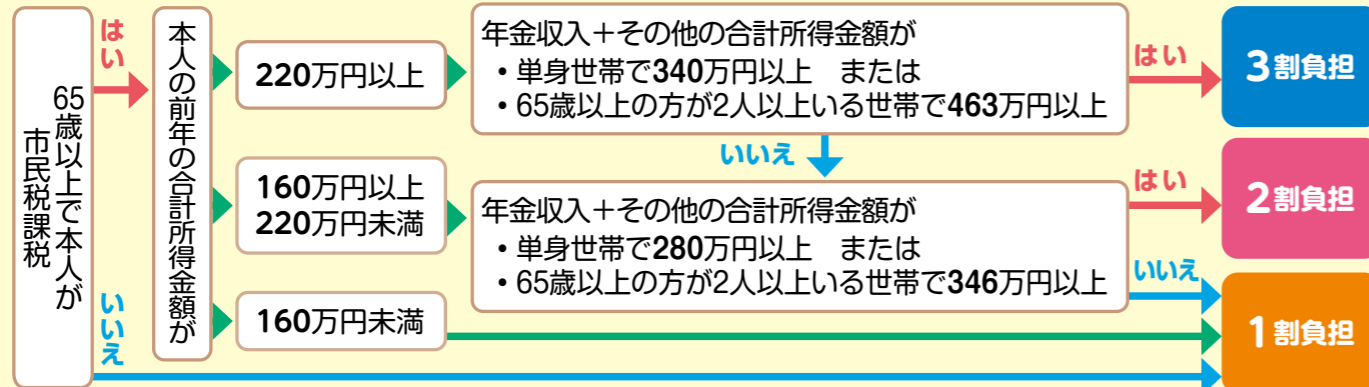 65歳以上で本人が
市民税課税
はい
いいえ
本人の前年の合計所得金額が
220万円以上
160万円以上
220万円未満
160万円未満
年金収入＋その他の合計所得金額が
・単身世帯で340万円以上　または
・65歳以上の方が2人以上いる世帯で463万円以上
はい
いいえ
年金収入＋その他の合計所得金額が
・単身世帯で280万円以上　または
・65歳以上の方が2人以上いる世帯で346万円以上
はい
いいえ
3割負担
2割負担
1割負担